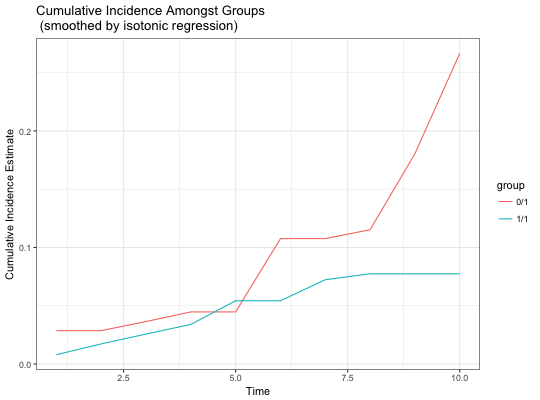 Cumulative Incidence Amongst Groups
(smoothed by isotonic regression)
Cumulative Incidence Estimate
0.2
0.1
0.0
2.5 5.0 7.5 10.0
Time
group
0/1
1/1